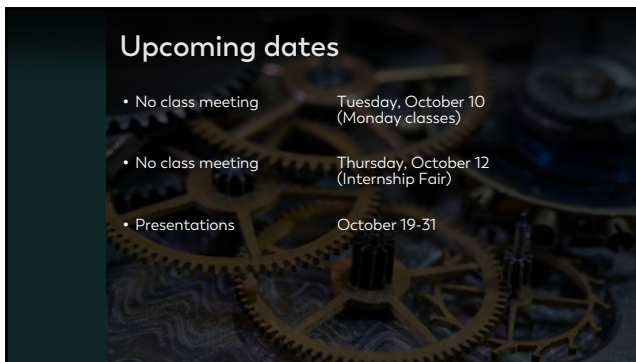 Upcoming dates
• No class meeting Tuesday, October 10
(Monday classes)
• No class meeting Thursday, October 12
(Internship Fair)
• Presentations October 19-31